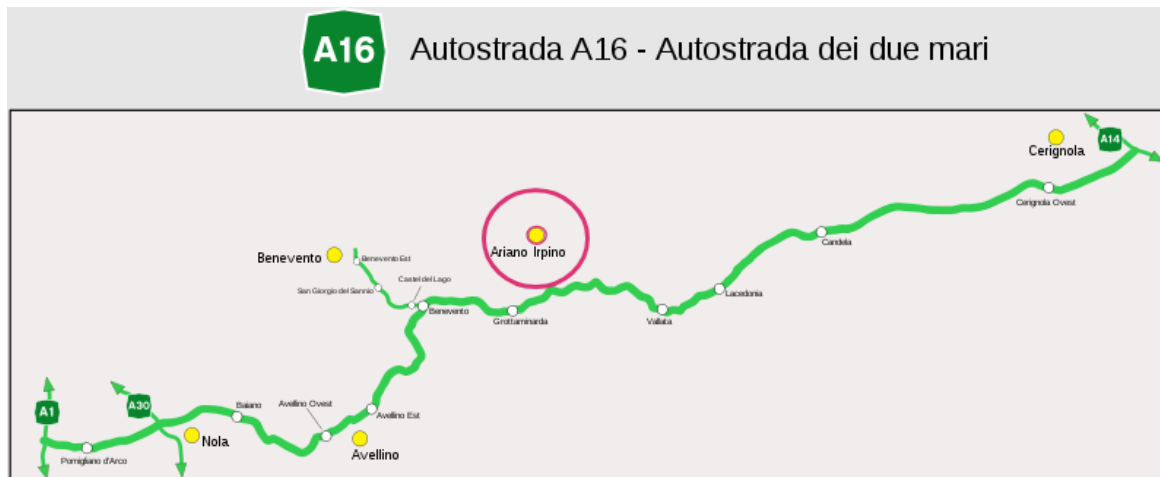 A16
Autostrada A16 - Autostrada dei due mari
A14
Cerignola
Cerignola Ovest
Candela
Ariano Irpino
Benevento
Benevento Est
Castel del Lago
San Giorgio del Sannio
Benevento
Grottaminarda
Vallata
Lacedonia
A1
A30
Baiano
Avellino Ovest
Avellino Est
Nola
Avellino
Pomigliano d'Arco